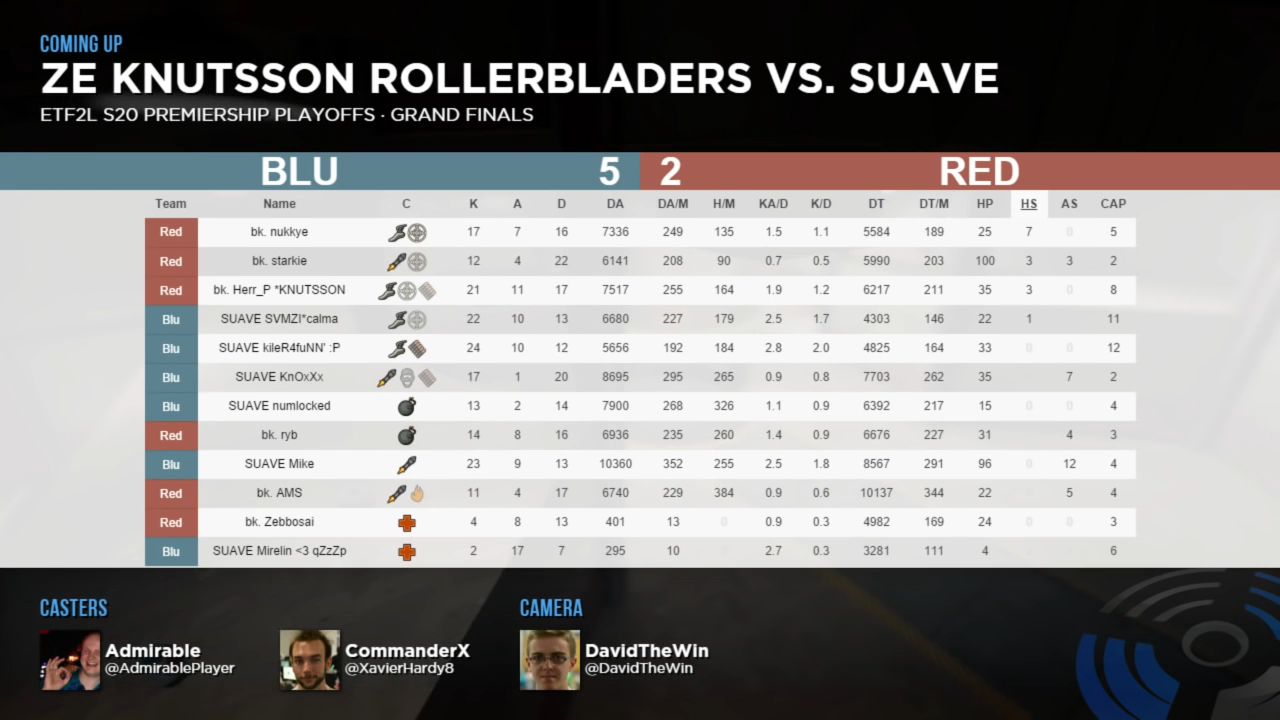 COMING UP
ZE KNUTSSON ROLLERBLADERS VS. SUAVE
ETF2L S20 PREMIERSHIP PLAYOFFS · GRAND FINALS
BLU 5 2 RED
Team Name C K A D DA DA/M H/M KA/D K/D DT DT/M HP HS AS CAP
Red bk. nukkye 17 7 16 7336 249 135 1.5 1.1 5584 189 25 7 0 5
Red bk. starkie 12 4 22 6141 208 90 0.7 0.5 5990 203 100 3 3 2
Red bk. Herr_P *KNUTSSON 21 11 17 7517 255 164 1.9 1.2 6217 211 35 3 0 8
Blu SUAVE SVMZI*calma 22 10 13 6680 227 179 2.5 1.7 4303 146 22 1 11
Blu SUAVE kileR4fuNN' :P 24 10 12 5656 192 184 2.8 2.0 4825 164 33 0 0 12
Blu SUAVE KnOxXx 17 1 20 8695 295 265 0.9 0.8 7703 262 35 7 2
Blu SUAVE numlocked 13 2 14 7900 268 326 1.1 0.9 6392 217 15 0 0 4
Red bk. ryb 14 8 16 6936 235 260 1.4 0.9 6676 227 31 4 3
Blu SUAVE Mike 23 9 13 10360 352 255 2.5 1.8 8567 291 96 0 12 4
Red bk. AMS 11 4 17 6740 229 384 0.9 0.6 10137 344 22 5 4
Red bk. Zebbosai 4 8 13 401 13 0 0.9 0.3 4982 169 24 0 0 3
Blu SUAVE Mirelin <3 qZzZp 2 17 7 295 10 2.7 0.3 3281 111 4 6
CASTERS
Admirable
@AdmirablePlayer
CommanderX
@XavierHardy8
CAMERA
DavidTheWin
@DavidTheWin